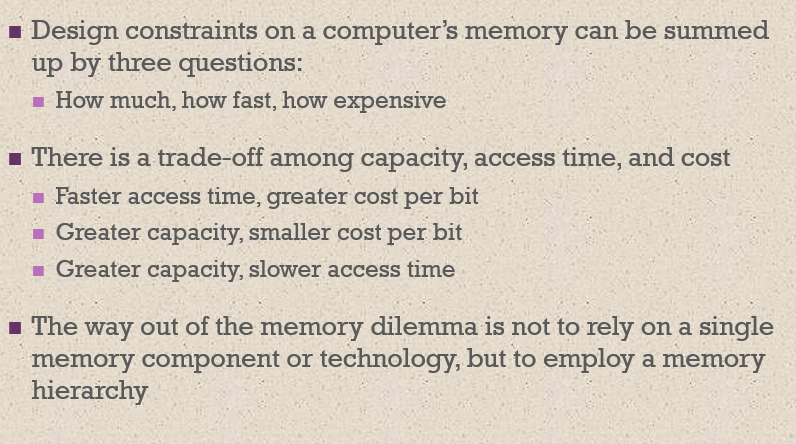 Design constraints on a computer’s memory can be summed
up by three questions:
How much, how fast, how expensive
There is a trade-off among capacity, access time, and cost
Faster access time, greater cost per bit
Greater capacity, smaller cost per bit
Greater capacity, slower access time
The way out of the memory dilemma is not to rely on a single
memory component or technology, but to employ a memory
hierarchy